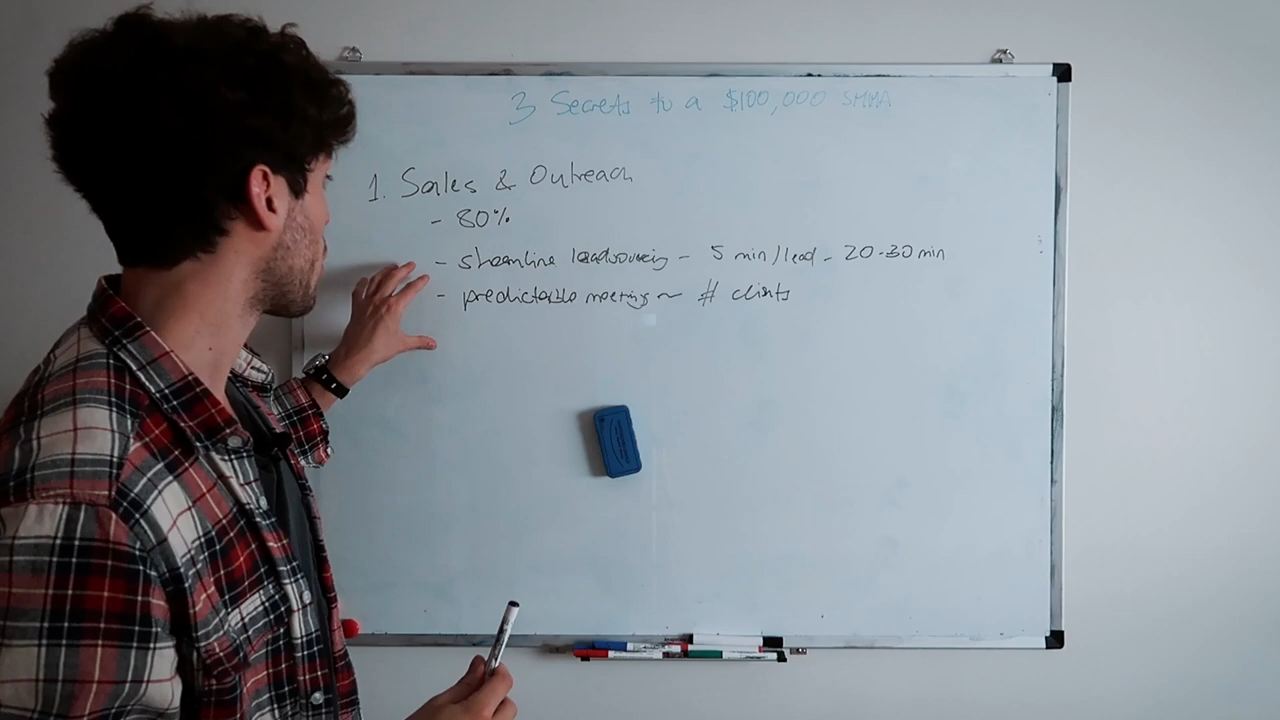 3 Secrets to a $100,000 SMMA
1. Sales & Outreach
- 80%
- streamline leadsourcing - 5 min/lead - 20-30 min
- predictable meetings ~ # clients